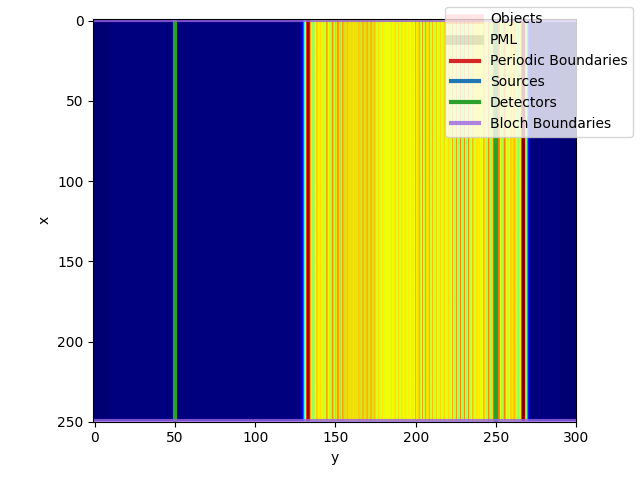 Objects
PML
Periodic Boundaries
Sources
Detectors
Bloch Boundaries
0
50
100
150
200
250
x
0 50 100 150 200 250 300
y